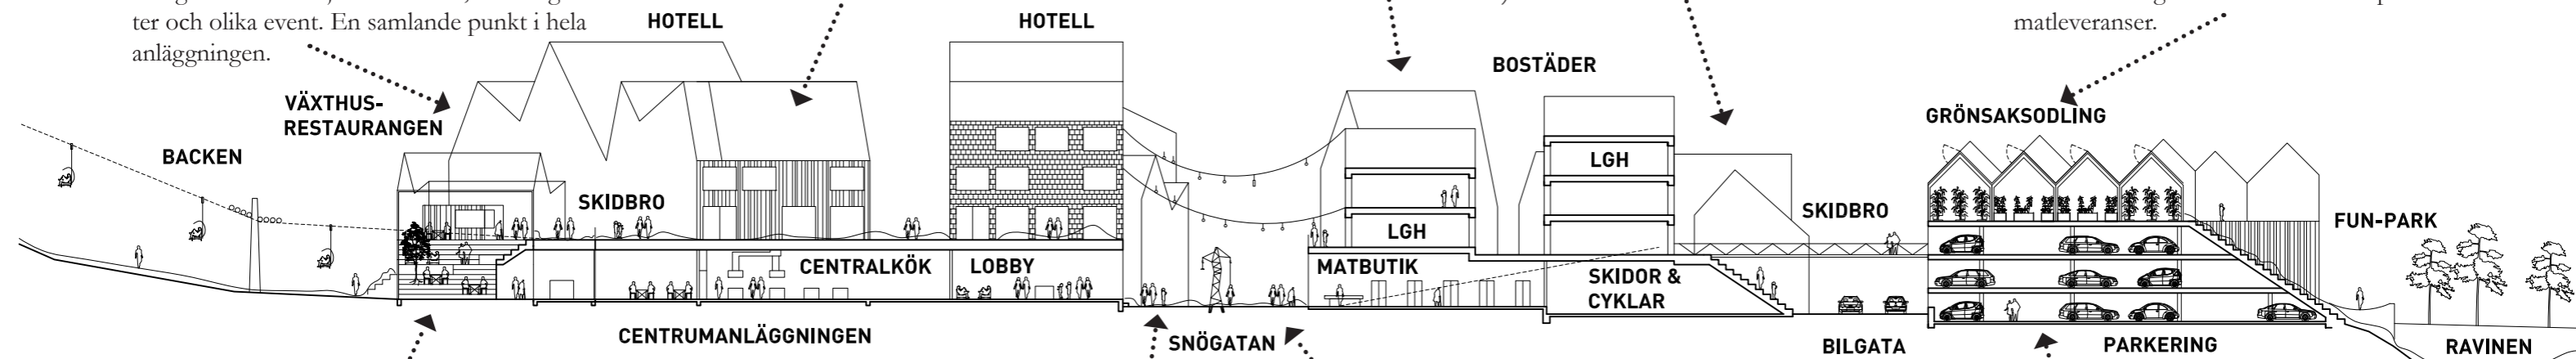 ter och olika event. En samlande punkt i hela
anläggningen.
matleveranser.
HOTELL
HOTELL
BOSTÄDER
VÄXTHUS-
RESTAURANGEN
GRÖNSAKSODLING
BACKEN
LGH
SKIDBRO
SKIDBRO
FUN-PARK
LGH
CENTRALKÖK
LOBBY
MATBUTIK
SKIDOR &
CYKLAR
CENTRUMANLÄGGNINGEN
SNÖGATAN
BILGATA
PARKERING
RAVINEN